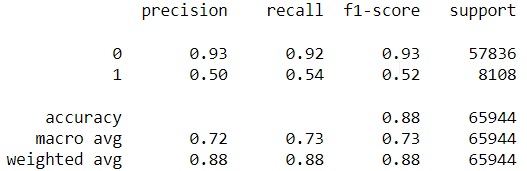 precision recall f1-score support
0 0.93 0.92 0.93 57836
1 0.50 0.54 0.52 8108
accuracy 0.88 65944
macro avg 0.72 0.73 0.73 65944
weighted avg 0.88 0.88 0.88 65944